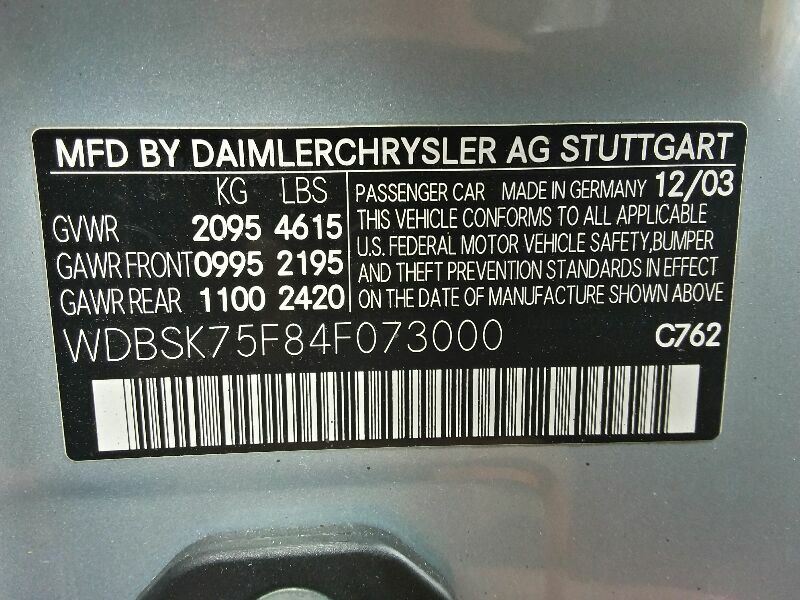 MFD BY DAIMLERCHRYSLER AG STUTTGART
KG LBS
GVWR 2095 4615
GAWR FRONT 0995 2195
GAWR REAR 1100 2420
PASSENGER CAR MADE IN GERMANY 12/03
THIS VEHICLE CONFORMS TO ALL APPLICABLE
U.S. FEDERAL MOTOR VEHICLE SAFETY, BUMPER
AND THEFT PREVENTION STANDARDS IN EFFECT
ON THE DATE OF MANUFACTURE SHOWN ABOVE
WDBSK75F84F073000 C762